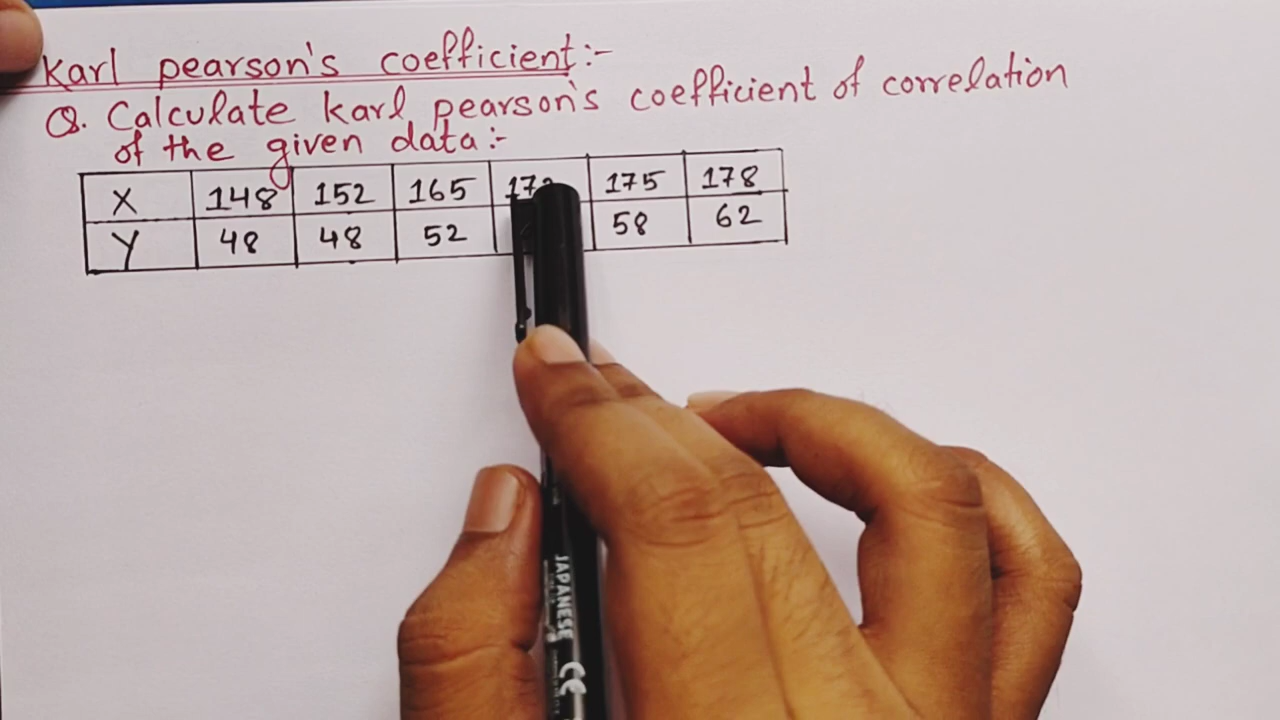 Karl pearson's coefficient:-
Q. Calculate Karl pearson's coefficient of correlation
of the given data:-
X 148 152 165 175 178
Y 48 48 52 58 62
JAPANESE CE